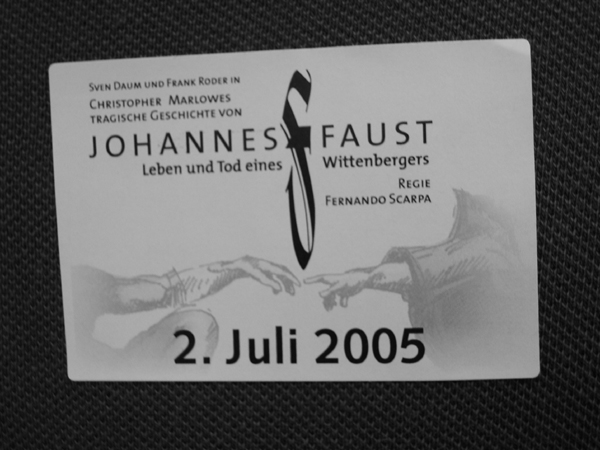 Sven Daum und Frank Roder in
Christopher Marlowes
tragische Geschichte von
JOHANNES f FAUST
Leben und Tod eines Wittenbergers
Regie
Fernando Scarpa
2. Juli 2005